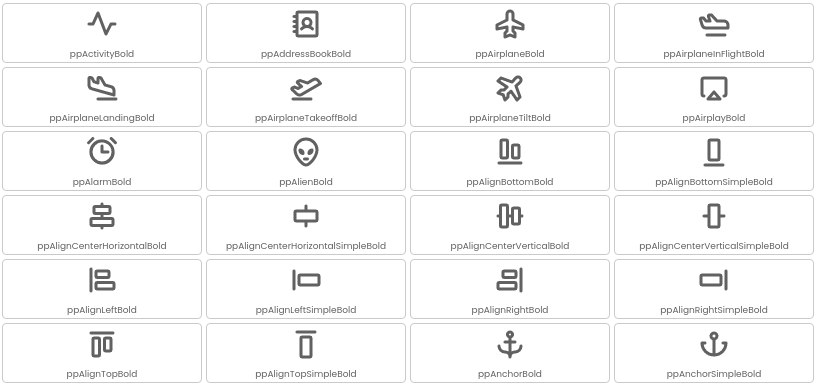 ppActivityBold
ppAddressBookBold
ppAirplaneBold
ppAirplaneInFlightBold
ppAirplaneLandingBold
ppAirplaneTakeoffBold
ppAirplaneTiltBold
ppAirplayBold
ppAlarmBold
ppAlienBold
ppAlignBottomBold
ppAlignBottomSimpleBold
ppAlignCenterHorizontalBold
ppAlignCenterHorizontalSimpleBold
ppAlignCenterVerticalBold
ppAlignCenterVerticalSimpleBold
ppAlignLeftBold
ppAlignLeftSimpleBold
ppAlignRightBold
ppAlignRightSimpleBold
ppAlignTopBold
ppAlignTopSimpleBold
ppAnchorBold
ppAnchorSimpleBold